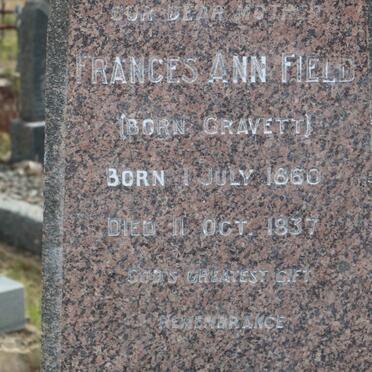 OUR DEAR MOTHER
FRANCES ANN FIELD
(BORN GRAVETT)
BORN 1 JULY 1860
DIED 11 OCT. 1937
GOD'S GREATEST GIFT
REMEMBRANCE